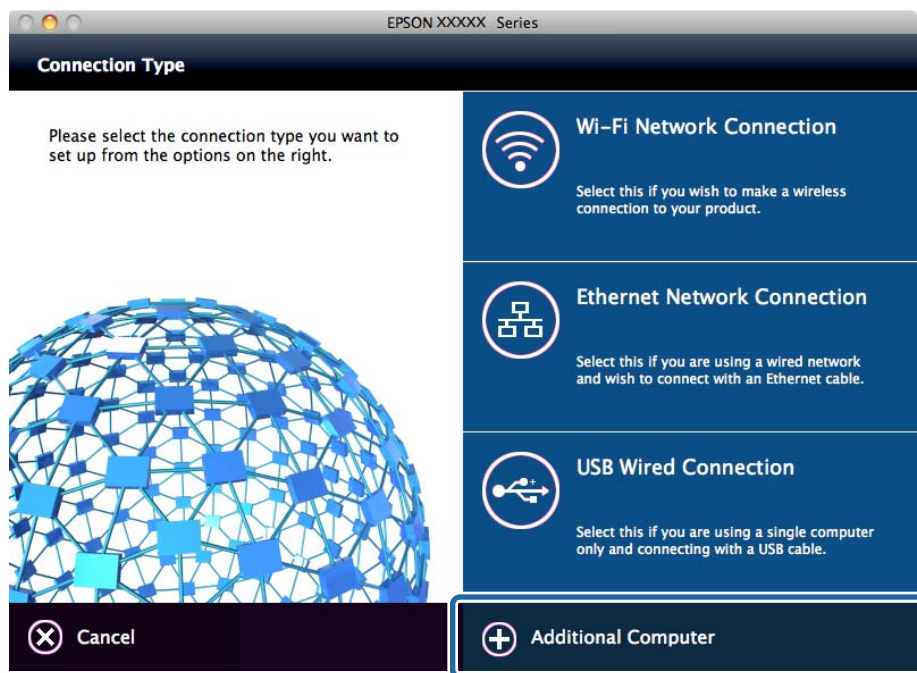 EPSON XXXXX Series
Connection Type
Please select the connection type you want to
set up from the options on the right.
Wi-Fi Network Connection
Select this if you wish to make a wireless
connection to your product.
Ethernet Network Connection
Select this if you are using a wired network
and wish to connect with an Ethernet cable.
USB Wired Connection
Select this if you are using a single computer
only and connecting with a USB cable.
Cancel
Additional Computer